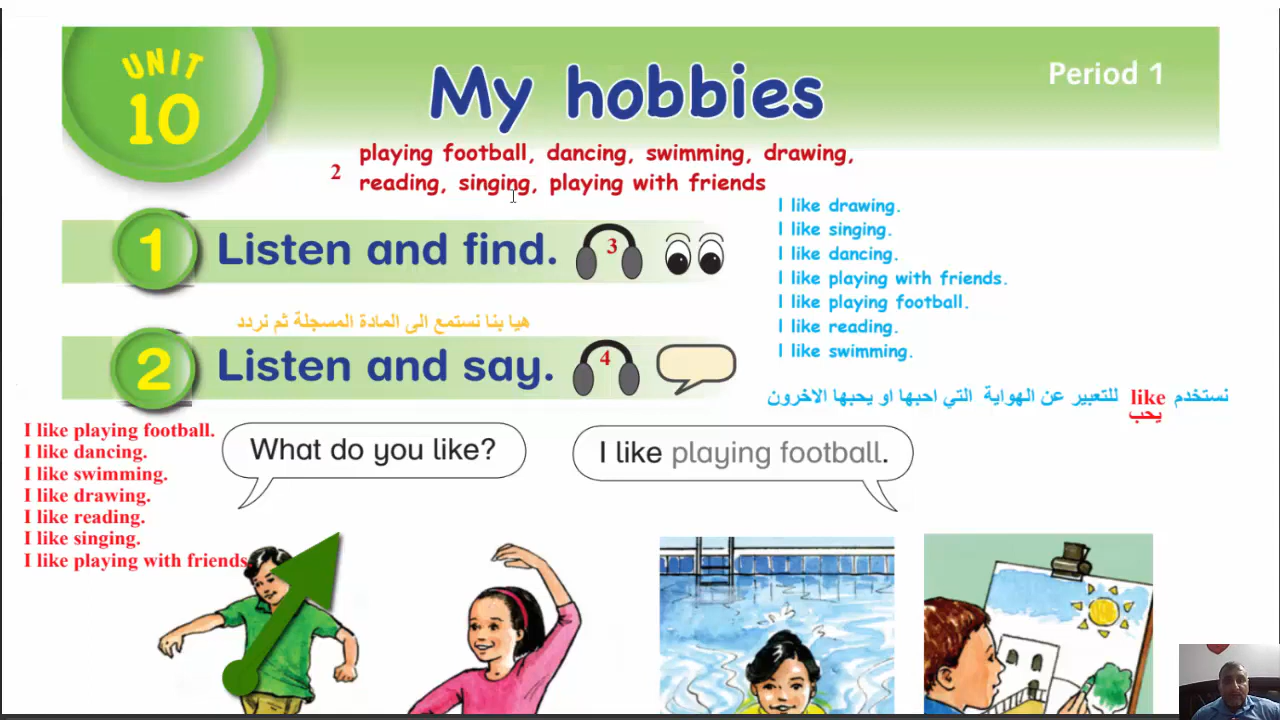 UNIT
10
My hobbies
Period 1
2
playing football, dancing, swimming, drawing,
reading, singing, playing with friends
1
Listen and find.
3
I like drawing.
I like singing.
I like dancing.
I like playing with friends.
I like playing football.
I like reading.
I like swimming.
هيا بنا نستمع الى المادة المسجلة ثم نردد
2
Listen and say.
4
نستخدم like للتعبير عن الهواية التي احبها او يحبها الاخرون
يحب
I like playing football.
I like dancing.
I like swimming.
I like drawing.
I like reading.
I like singing.
I like playing with friends.
What do you like?
I like playing football.